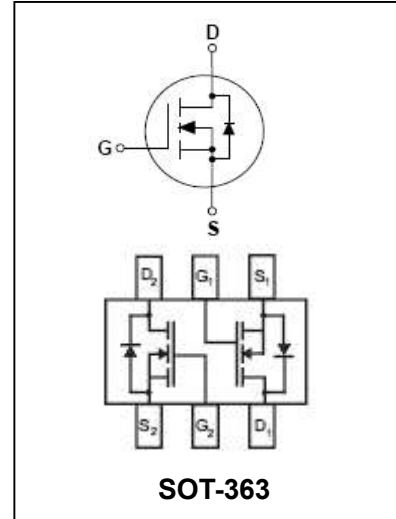 D
G
S
D₂ G₁ S₁
S₂ G₂ D₁
SOT-363